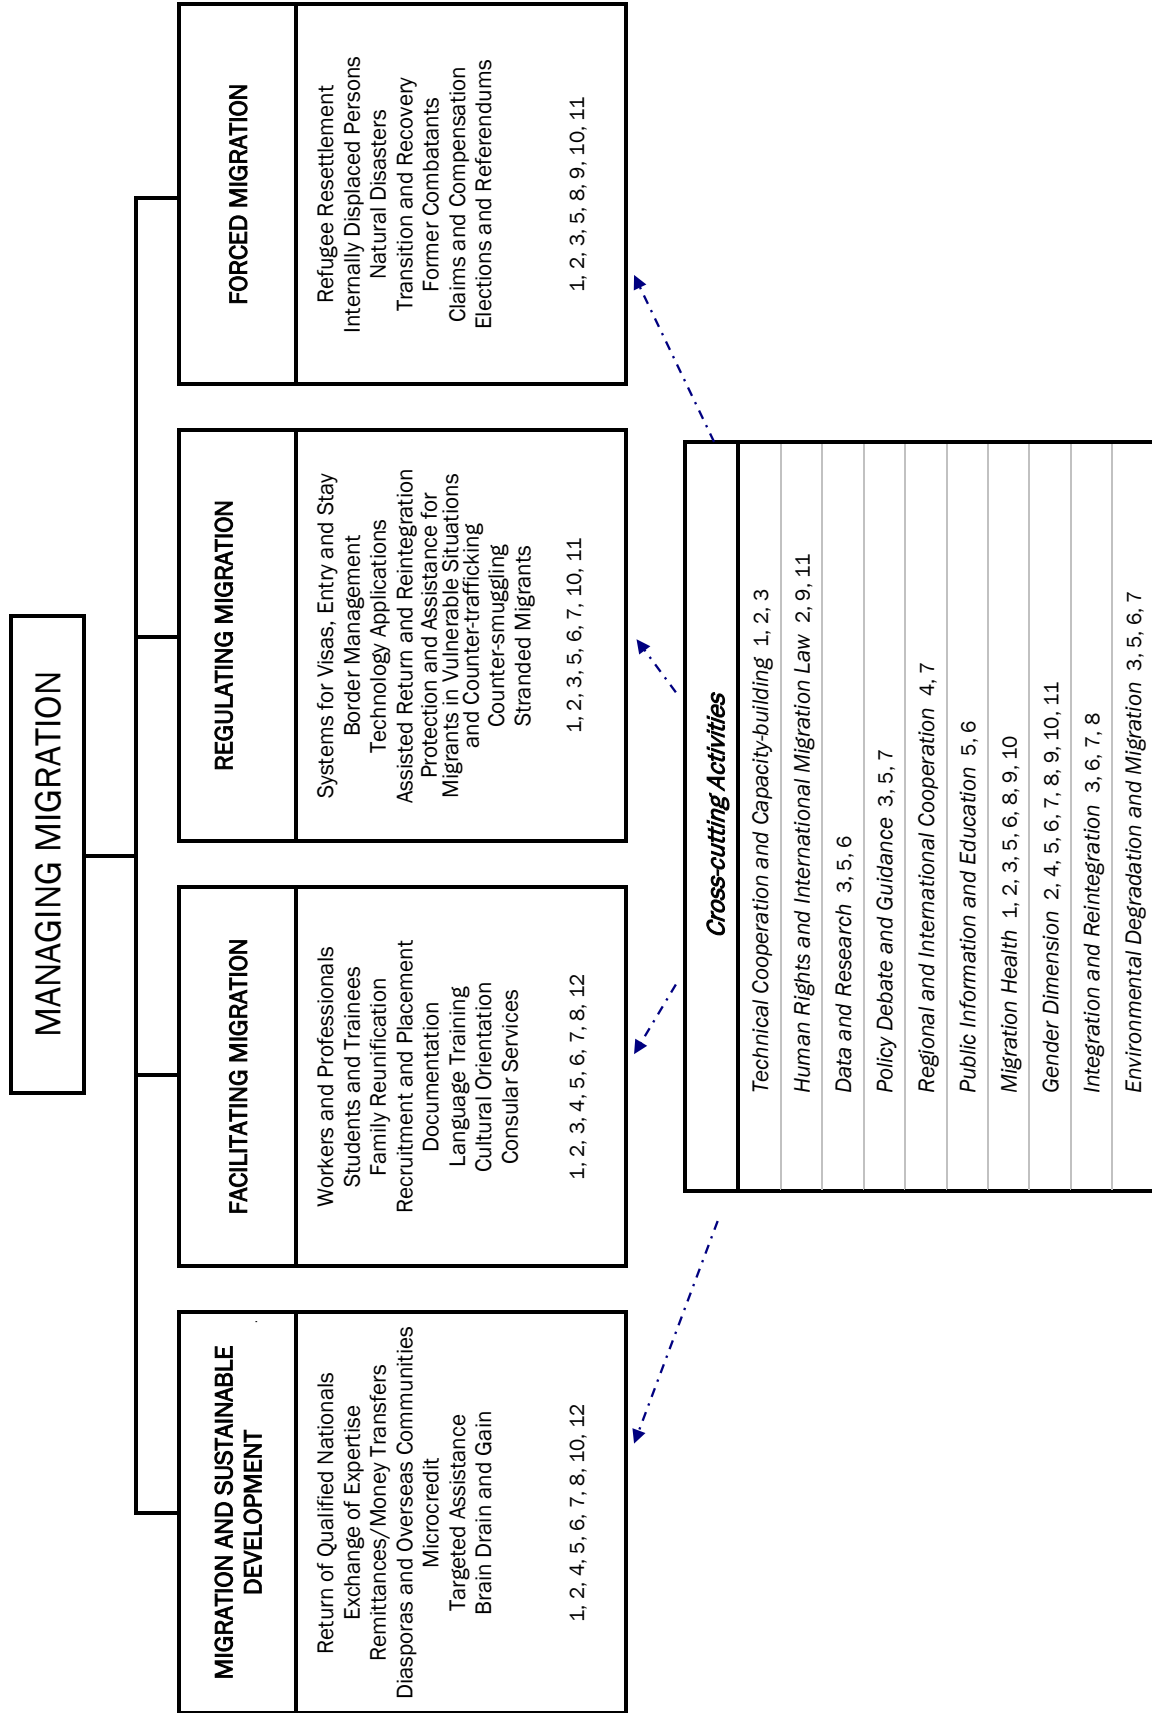 MANAGING MIGRATION
MIGRATION AND SUSTAINABLE
DEVELOPMENT
Return of Qualified Nationals
Exchange of Expertise
Remittances/Money Transfers
Diasporas and Overseas Communities
Microcredit
Targeted Assistance
Brain Drain and Gain
1, 2, 4, 5, 6, 7, 8, 10, 12
FACILITATING MIGRATION
Workers and Professionals
Students and Trainees
Family Reunification
Recruitment and Placement
Documentation
Language Training
Cultural Orientation
Consular Services
1, 2, 3, 4, 5, 6, 7, 8, 12
REGULATING MIGRATION
Systems for Visas, Entry and Stay
Border Management
Technology Applications
Assisted Return and Reintegration
Protection and Assistance for
Migrants in Vulnerable Situations
and Counter-trafficking
Counter-smuggling
Stranded Migrants
1, 2, 3, 5, 6, 7, 10, 11
FORCED MIGRATION
Refugee Resettlement
Internally Displaced Persons
Natural Disasters
Transition and Recovery
Former Combatants
Claims and Compensation
Elections and Referendums
1, 2, 3, 5, 8, 9, 10, 11
Cross-cutting Activities
Technical Cooperation and Capacity-building 1, 2, 3
Human Rights and International Migration Law 2, 9, 11
Data and Research 3, 5, 6
Policy Debate and Guidance 3, 5, 7
Regional and International Cooperation 4, 7
Public Information and Education 5, 6
Migration Health 1, 2, 3, 5, 6, 8, 9, 10
Gender Dimension 2, 4, 5, 6, 7, 8, 9, 10, 11
Integration and Reintegration 3, 6, 7, 8
Environmental Degradation and Migration 3, 5, 6, 7